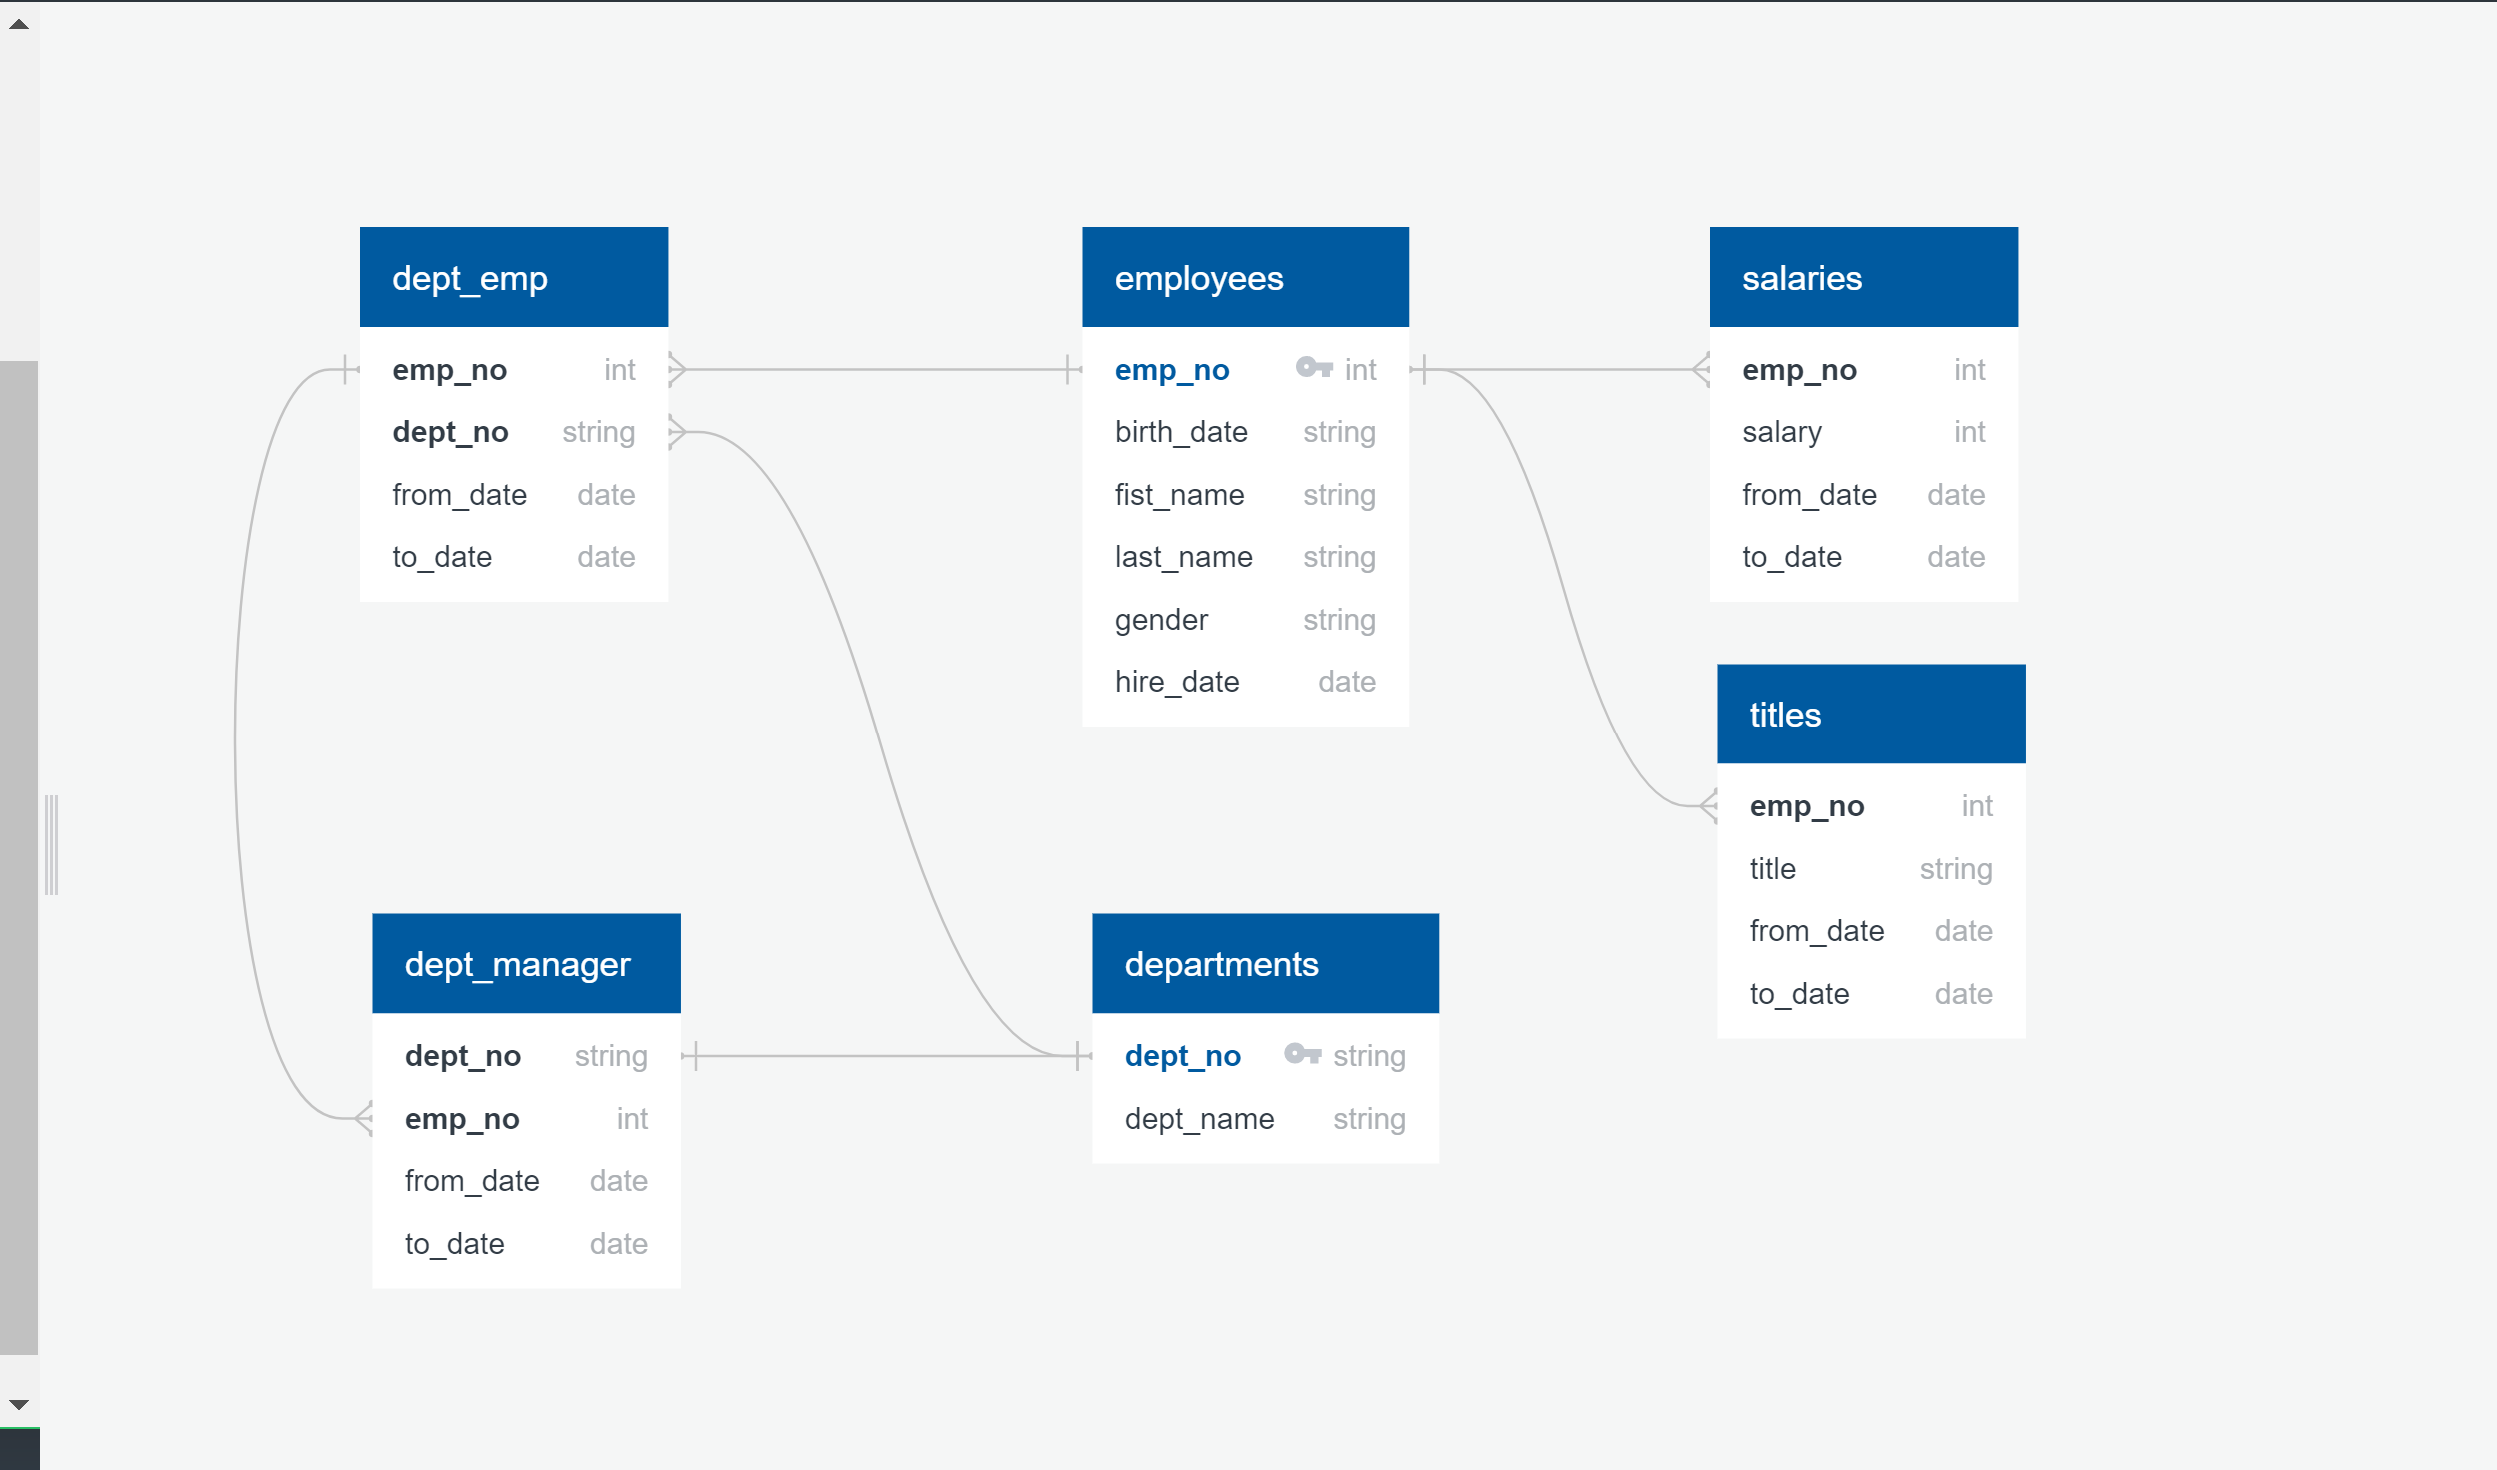 dept_emp
emp_no int
dept_no string
from_date date
to_date date
employees
emp_no int
birth_date string
fist_name string
last_name string
gender string
hire_date date
salaries
emp_no int
salary int
from_date date
to_date date
titles
emp_no int
title string
from_date date
to_date date
dept_manager
dept_no string
emp_no int
from_date date
to_date date
departments
dept_no string
dept_name string